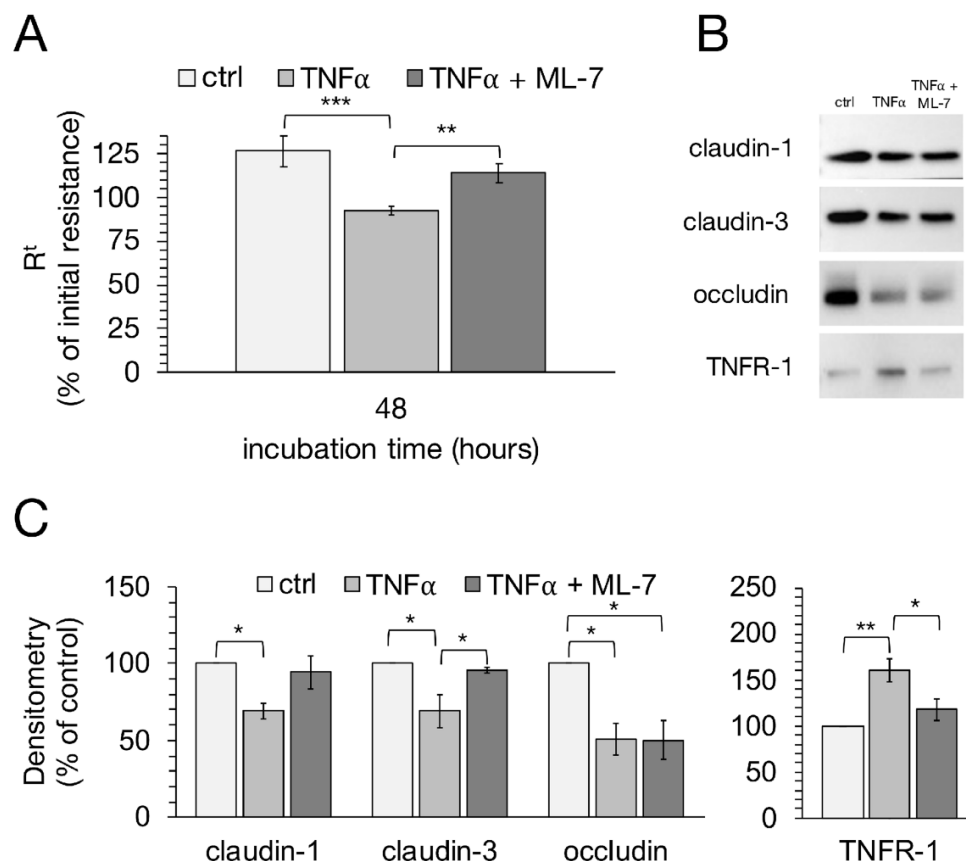 A
ctrl TNFα TNFα + ML-7
*** **
125
100
75
50
25
0
Rᵗ
(% of initial resistance)
48
incubation time (hours)
B
ctrl TNFα TNFα + ML-7
claudin-1
claudin-3
occludin
TNFR-1
C
ctrl TNFα TNFα + ML-7
150
100
50
0
Densitometry
(% of control)
* * * * *
claudin-1 claudin-3 occludin
250
200
150
100
50
0
** *
TNFR-1